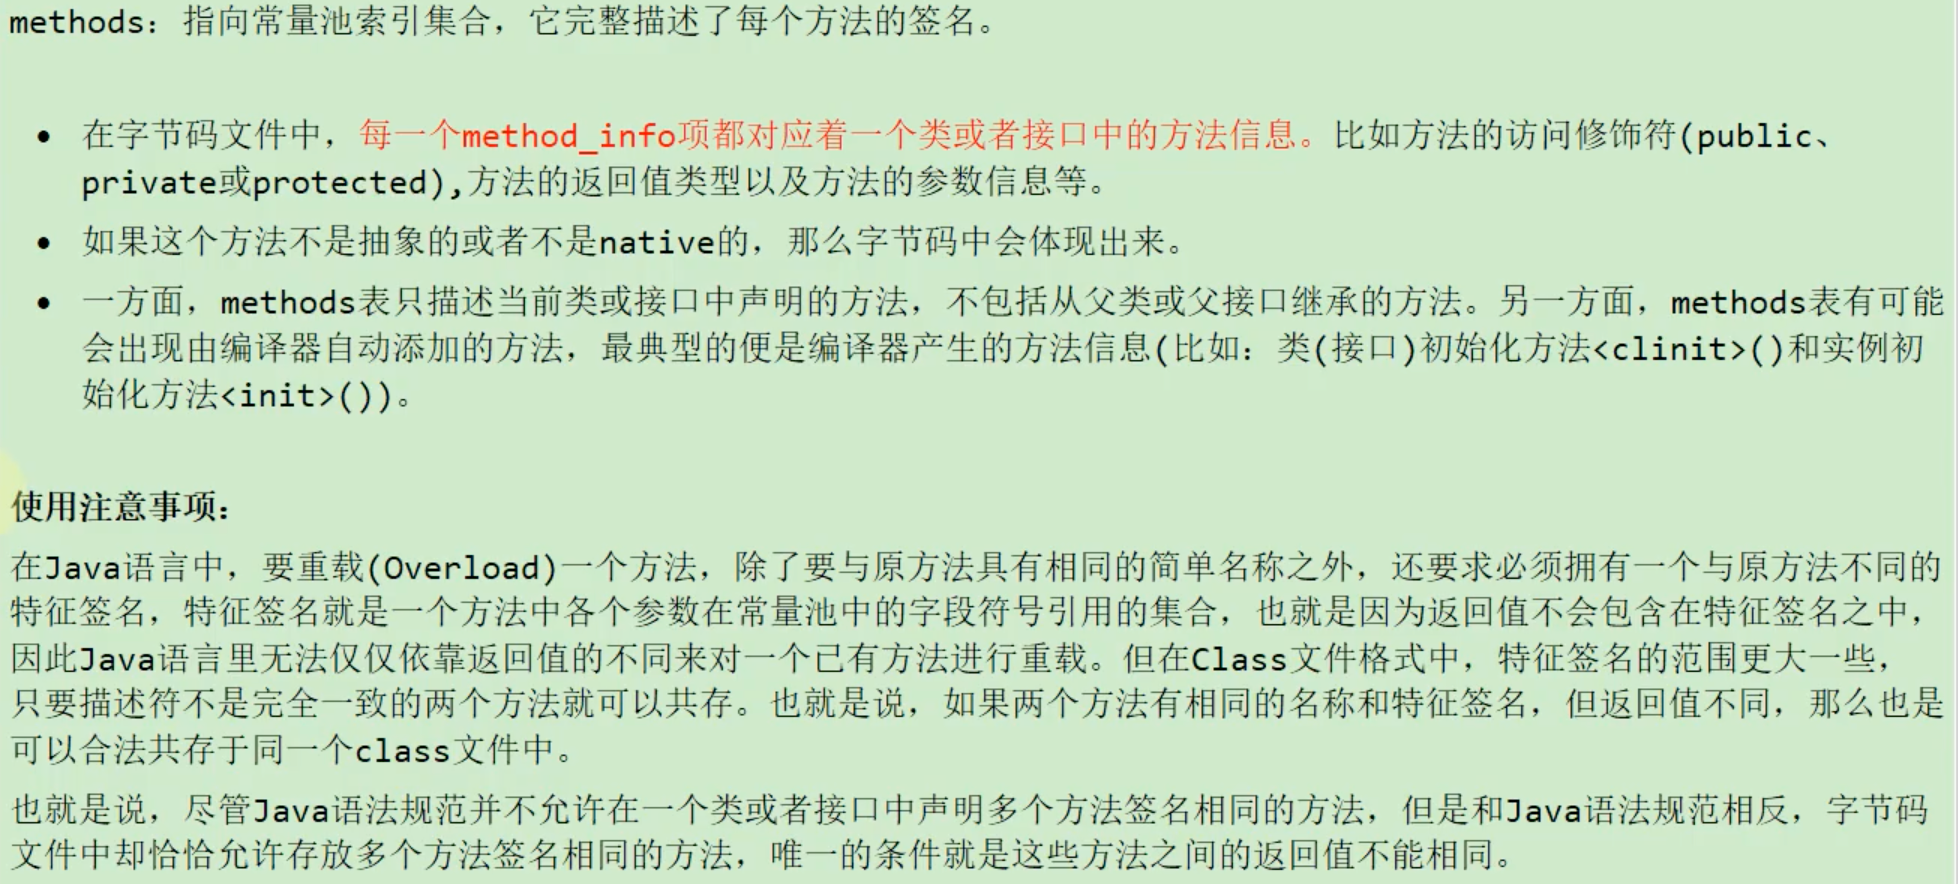 methods：指向常量池索引集合，它完整描述了每个方法的签名。
• 在字节码文件中，每一个method_info项都对应着一个类或者接口中的方法信息。比如方法的访问修饰符(public、
private或protected),方法的返回值类型以及方法的参数信息等。
• 如果这个方法不是抽象的或者不是native的，那么字节码中会体现出来。
• 一方面，methods表只描述当前类或接口中声明的方法，不包括从父类或父接口继承的方法。另一方面，methods表有可能
会出现由编译器自动添加的方法，最典型的便是编译器产生的方法信息(比如：类(接口)初始化方法<clinit>()和实例初
始化方法<init>())。
使用注意事项：
在Java语言中，要重载(Overload)一个方法，除了要与原方法具有相同的简单名称之外，还要求必须拥有一个与原方法不同的
特征签名，特征签名就是一个方法中各个参数在常量池中的字段符号引用的集合，也就是因为返回值不会包含在特征签名之中，
因此Java语言里无法仅仅依靠返回值的不同来对一个已有方法进行重载。但在Class文件格式中，特征签名的范围更大一些，
只要描述符不是完全一致的两个方法就可以共存。也就是说，如果两个方法有相同的名称和特征签名，但返回值不同，那么也是
可以合法共存于同一个class文件中。
也就是说，尽管Java语法规范并不允许在一个类或者接口中声明多个方法签名相同的方法，但是和Java语法规范相反，字节码
文件中却恰恰允许存放多个方法签名相同的方法，唯一的条件就是这些方法之间的返回值不能相同。